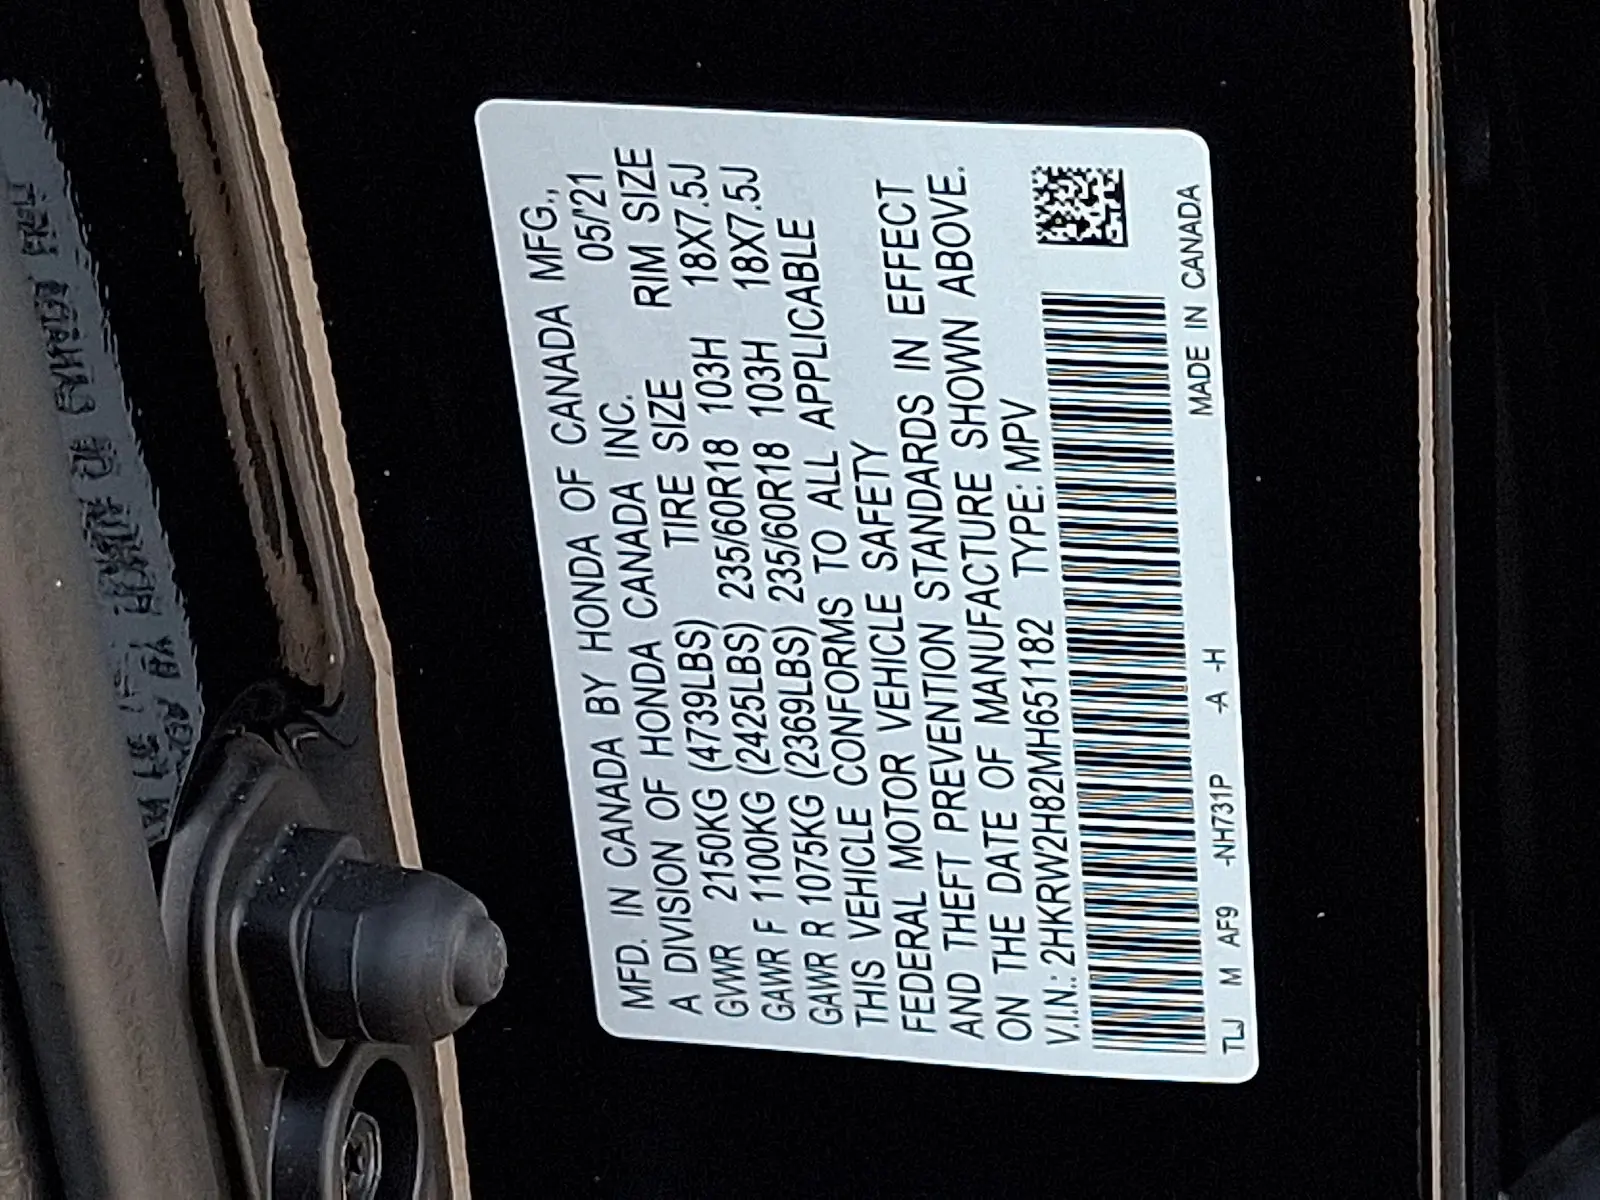 MFD. IN CANADA BY HONDA OF CANADA MFG.,
A DIVISION OF HONDA CANADA INC. 05/'21
GVWR 2150KG (4739LBS) TIRE SIZE RIM SIZE
GAWR F 1100KG (2425LBS) 235/60R18 103H 18X7.5J
GAWR R 1075KG (2369LBS) 235/60R18 103H 18X7.5J
THIS VEHICLE CONFORMS TO ALL APPLICABLE
FEDERAL MOTOR VEHICLE SAFETY
AND THEFT PREVENTION STANDARDS IN EFFECT
ON THE DATE OF MANUFACTURE SHOWN ABOVE.
V.I.N.: 2HKRW2H82MH651182 TYPE: MPV
TLJ M AF9 -NH731P -A -H MADE IN CANADA